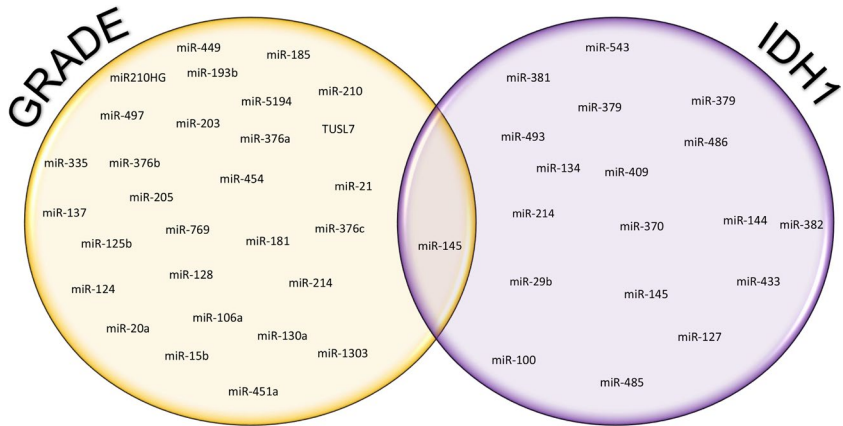 GRADE
miR-449
miR-185
miR210HG
miR-193b
miR-210
miR-5194
miR-497
miR-203
TUSL7
miR-376a
miR-335
miR-376b
miR-454
miR-21
miR-205
miR-137
miR-769
miR-376c
miR-125b
miR-181
miR-128
miR-214
miR-124
miR-106a
miR-20a
miR-130a
miR-15b
miR-1303
miR-451a
miR-145
IDH1
miR-543
miR-381
miR-379
miR-379
miR-493
miR-486
miR-134
miR-409
miR-214
miR-370
miR-144
miR-382
miR-29b
miR-433
miR-145
miR-127
miR-100
miR-485